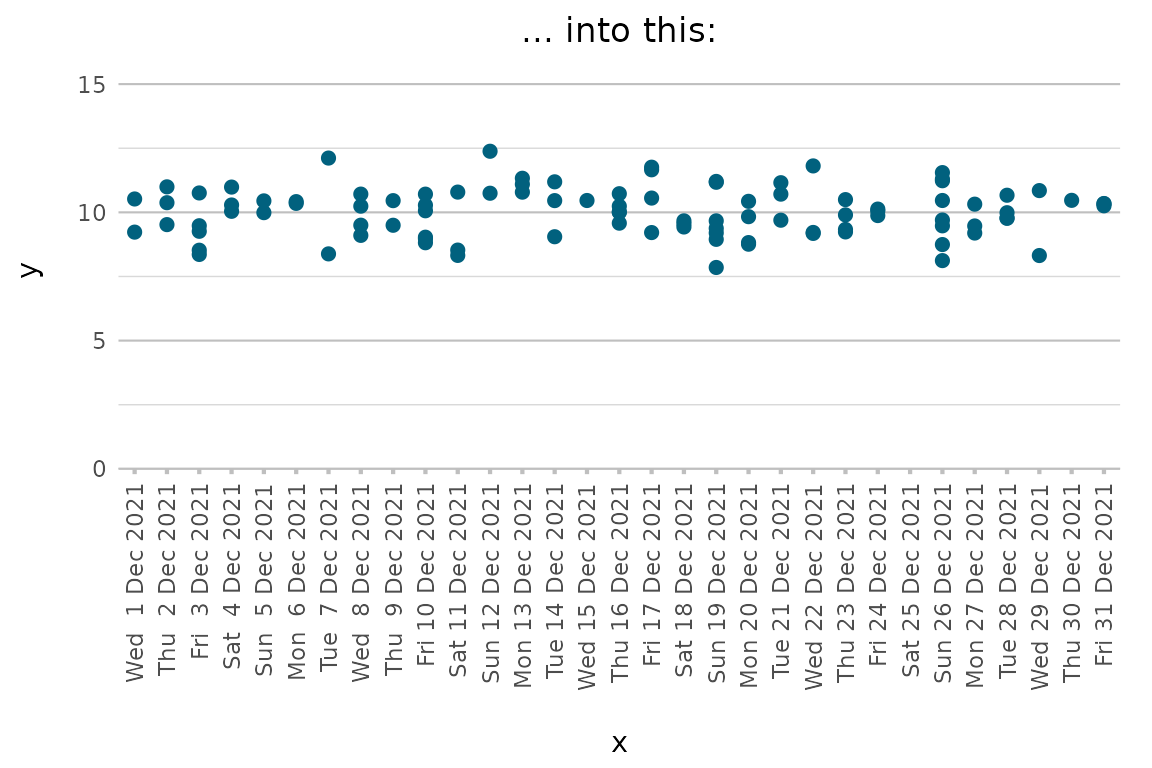 ... into this:
15
10
5
0
y
Wed  1 Dec 2021
Thu  2 Dec 2021
Fri  3 Dec 2021
Sat  4 Dec 2021
Sun  5 Dec 2021
Mon  6 Dec 2021
Tue  7 Dec 2021
Wed  8 Dec 2021
Thu  9 Dec 2021
Fri 10 Dec 2021
Sat 11 Dec 2021
Sun 12 Dec 2021
Mon 13 Dec 2021
Tue 14 Dec 2021
Wed 15 Dec 2021
Thu 16 Dec 2021
Fri 17 Dec 2021
Sat 18 Dec 2021
Sun 19 Dec 2021
Mon 20 Dec 2021
Tue 21 Dec 2021
Wed 22 Dec 2021
Thu 23 Dec 2021
Fri 24 Dec 2021
Sat 25 Dec 2021
Sun 26 Dec 2021
Mon 27 Dec 2021
Tue 28 Dec 2021
Wed 29 Dec 2021
Thu 30 Dec 2021
Fri 31 Dec 2021
x